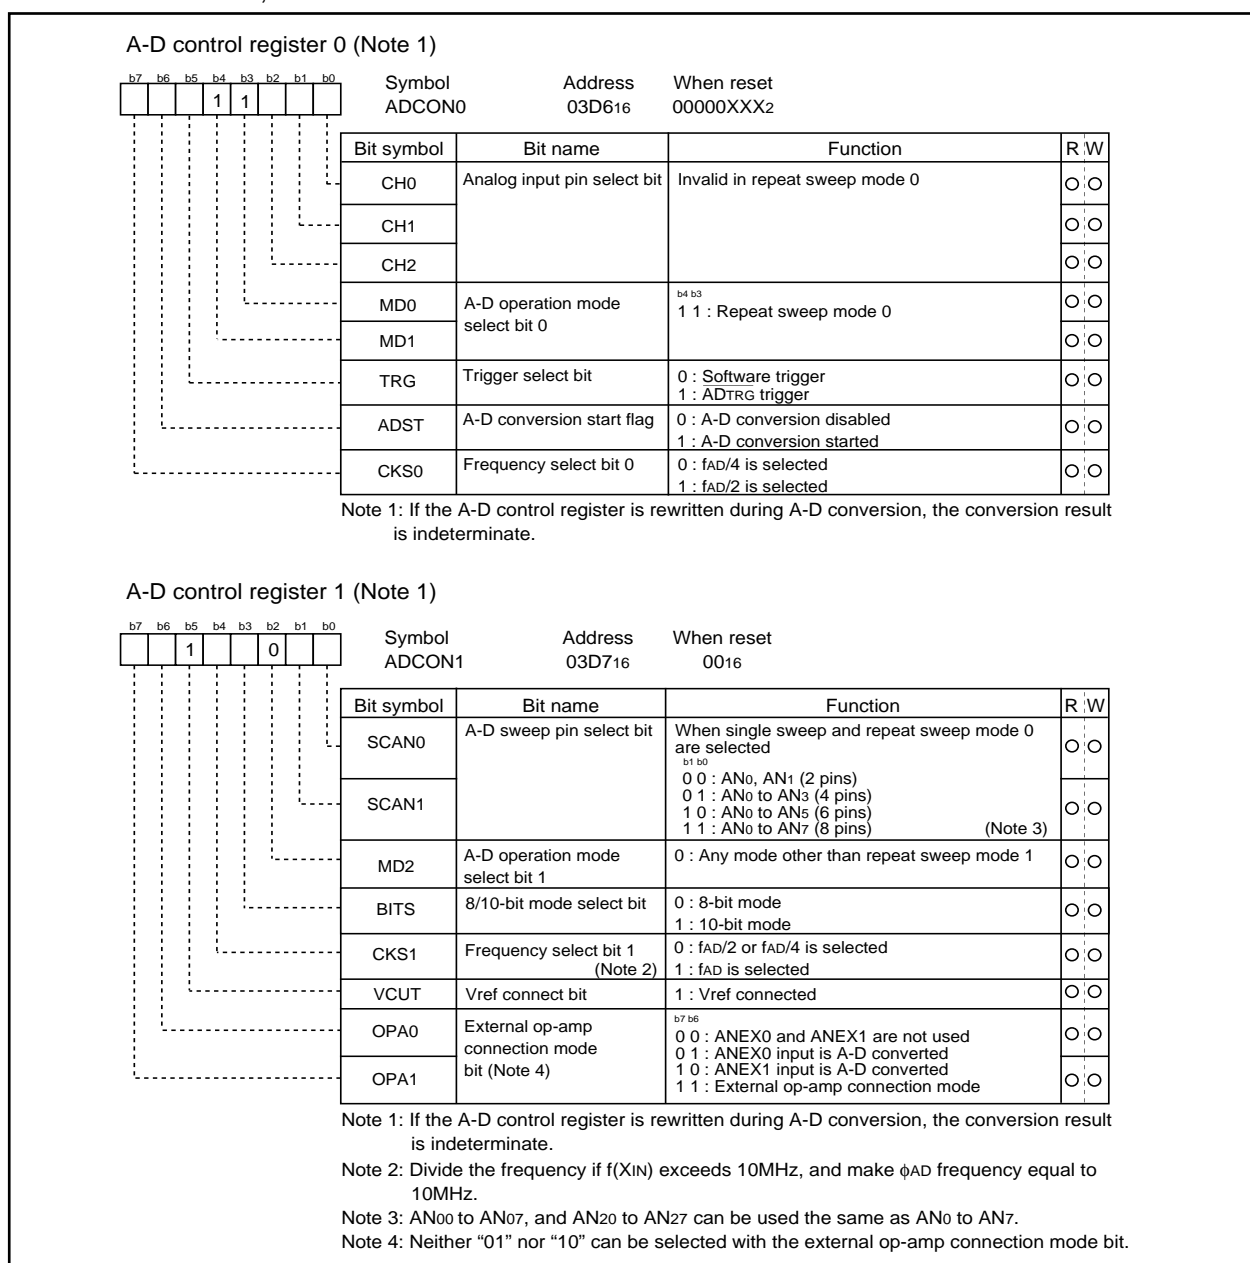 A-D control register 0 (Note 1)
b7 b6 b5 b4 b3 b2 b1 b0
1 1
Symbol Address When reset
ADCON0 03D616 00000XXX2
Bit symbol Bit name Function R W
CH0 Analog input pin select bit Invalid in repeat sweep mode 0
CH1
CH2
MD0 A-D operation mode select bit 0
b4 b3
1 1 : Repeat sweep mode 0
MD1
TRG Trigger select bit 0 : Software trigger
1 : ADTRG trigger
ADST A-D conversion start flag 0 : A-D conversion disabled
1 : A-D conversion started
CKS0 Frequency select bit 0 0 : fAD/4 is selected
1 : fAD/2 is selected
Note 1: If the A-D control register is rewritten during A-D conversion, the conversion result
is indeterminate.
A-D control register 1 (Note 1)
b7 b6 b5 b4 b3 b2 b1 b0
1 0
Symbol Address When reset
ADCON1 03D716 0016
Bit symbol Bit name Function R W
SCAN0 A-D sweep pin select bit When single sweep and repeat sweep mode 0
are selected
b1 b0
0 0 : AN0, AN1 (2 pins)
0 1 : AN0 to AN3 (4 pins)
1 0 : AN0 to AN5 (6 pins)
1 1 : AN0 to AN7 (8 pins) (Note 3)
SCAN1
MD2 A-D operation mode select bit 1 0 : Any mode other than repeat sweep mode 1
BITS 8/10-bit mode select bit 0 : 8-bit mode
1 : 10-bit mode
CKS1 Frequency select bit 1 (Note 2) 0 : fAD/2 or fAD/4 is selected
1 : fAD is selected
VCUT Vref connect bit 1 : Vref connected
OPA0 External op-amp connection mode bit (Note 4)
b7 b6
0 0 : ANEX0 and ANEX1 are not used
0 1 : ANEX0 input is A-D converted
1 0 : ANEX1 input is A-D converted
1 1 : External op-amp connection mode
OPA1
Note 1: If the A-D control register is rewritten during A-D conversion, the conversion result
is indeterminate.
Note 2: Divide the frequency if f(XIN) exceeds 10MHz, and make ϕAD frequency equal to
10MHz.
Note 3: AN00 to AN07, and AN20 to AN27 can be used the same as AN0 to AN7.
Note 4: Neither “01” nor “10” can be selected with the external op-amp connection mode bit.